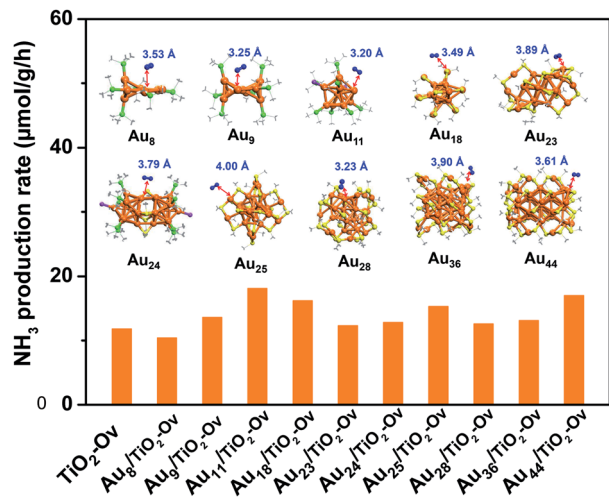 NH₃ production rate (μmol/g/h)
60
40
20
0
0
3.53 Å
3.25 Å
3.20 Å
3.49 Å
3.89 Å
Au₈
Au₉
Au₁₁
Au₁₈
Au₂₃
3.79 Å
4.00 Å
3.23 Å
3.90 Å
3.61 Å
Au₂₄
Au₂₅
Au₂₈
Au₃₆
Au₄₄
TiO₂-Ov
Au₈/TiO₂-Ov
Au₉/TiO₂-Ov
Au₁₁/TiO₂-Ov
Au₁₈/TiO₂-Ov
Au₂₃/TiO₂-Ov
Au₂₄/TiO₂-Ov
Au₂₅/TiO₂-Ov
Au₂₈/TiO₂-Ov
Au₃₆/TiO₂-Ov
Au₄₄/TiO₂-Ov